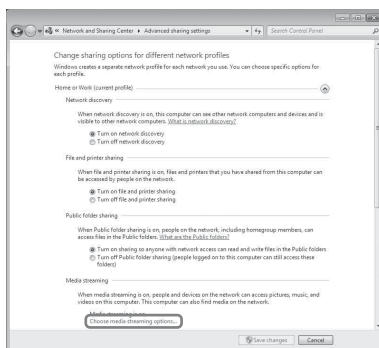 « Network and Sharing Center ▸ Advanced sharing settings
Search Control Panel
Change sharing options for different network profiles
Windows creates a separate network profile for each network you use. You can choose specific options for
each profile.
Home or Work (current profile)
Network discovery
When network discovery is on, this computer can see other network computers and devices and is
visible to other network computers. What is network discovery?
Turn on network discovery
Turn off network discovery
File and printer sharing
When file and printer sharing is on, files and printers that you have shared from this computer can
be accessed by people on the network.
Turn on file and printer sharing
Turn off file and printer sharing
Public folder sharing
When Public folder sharing is on, people on the network, including homegroup members, can
access files in the Public folders. What are the Public folders?
Turn on sharing so anyone with network access can read and write files in the Public folders
Turn off Public folder sharing (people logged on to this computer can still access these
folders)
Media streaming
When media streaming is on, people and devices on the network can access pictures, music, and
videos on this computer. This computer can also find media on the network.
Media streaming is on.
Choose media streaming options...
Save changes
Cancel